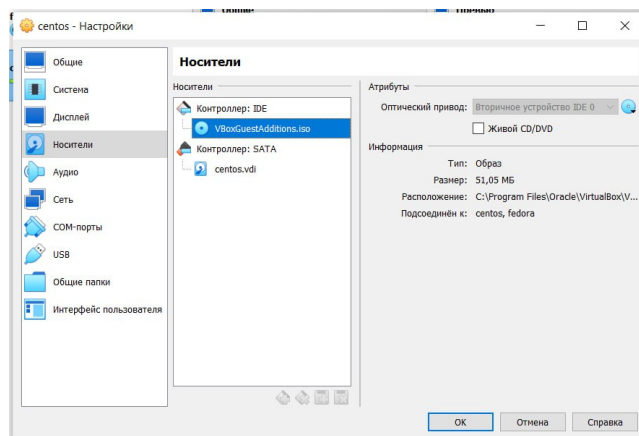 centos - Настройки
Общие
Система
Дисплей
Носители
Аудио
Сеть
COM-порты
USB
Общие папки
Интерфейс пользователя
Носители
Носители
Контроллер: IDE
VBoxGuestAdditions.iso
Контроллер: SATA
centos.vdi
Атрибуты
Оптический привод: Вторичное устройство IDE 0
Живой CD/DVD
Информация
Тип: Образ
Размер: 51,05 МБ
Расположение: C:\Program Files\Oracle\VirtualBox\V...
Подсоединён к: centos, fedora
OK Отмена Справка